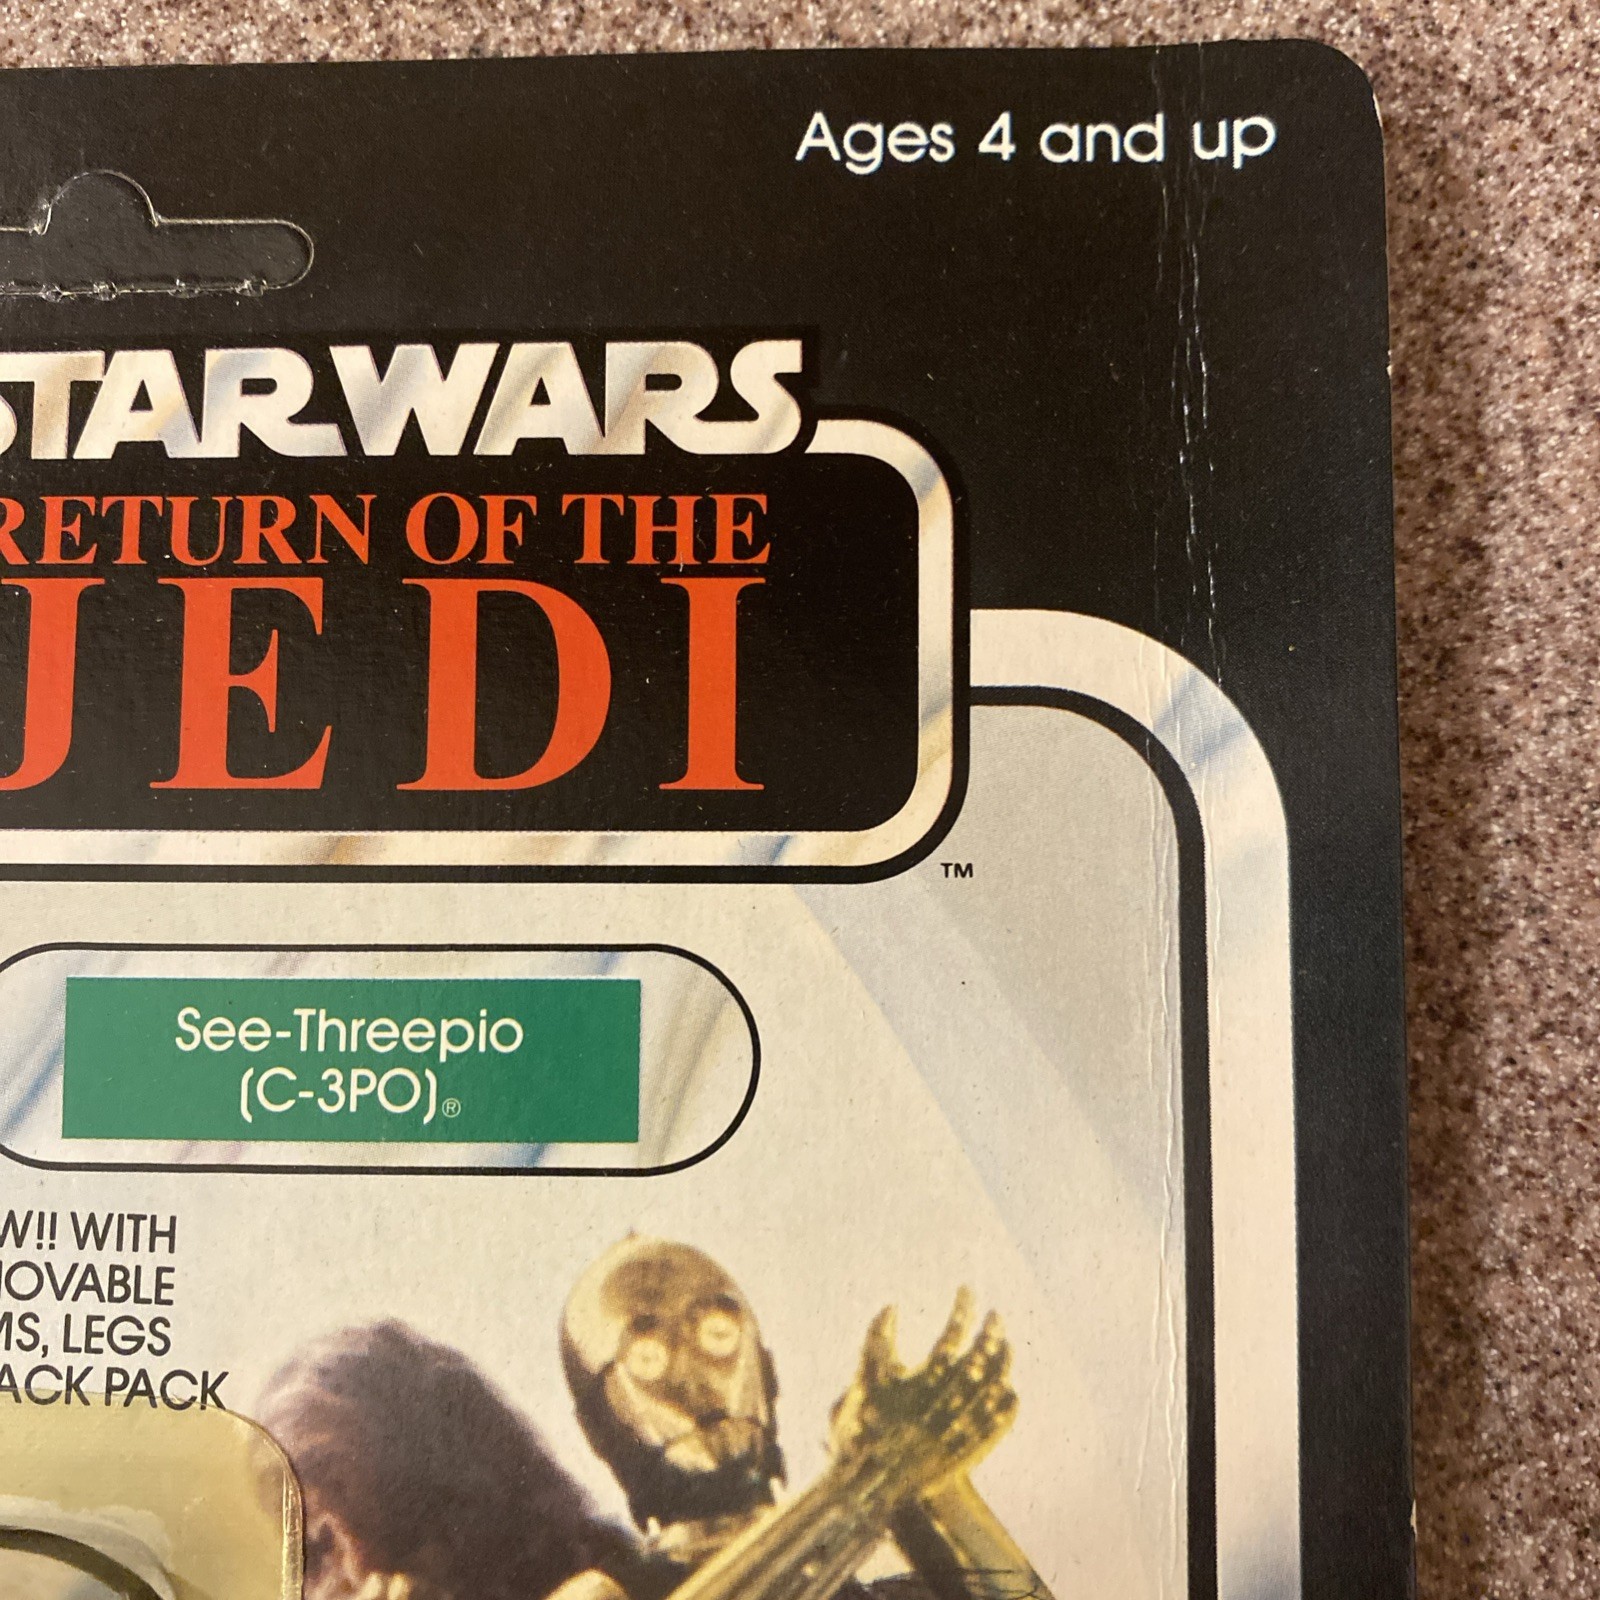 Ages 4 and up
STAR WARS
RETURN OF THE
JEDI
TM
See-Threepio
(C-3PO)®
W!! WITH
MOVABLE
MS, LEGS
ACK PACK